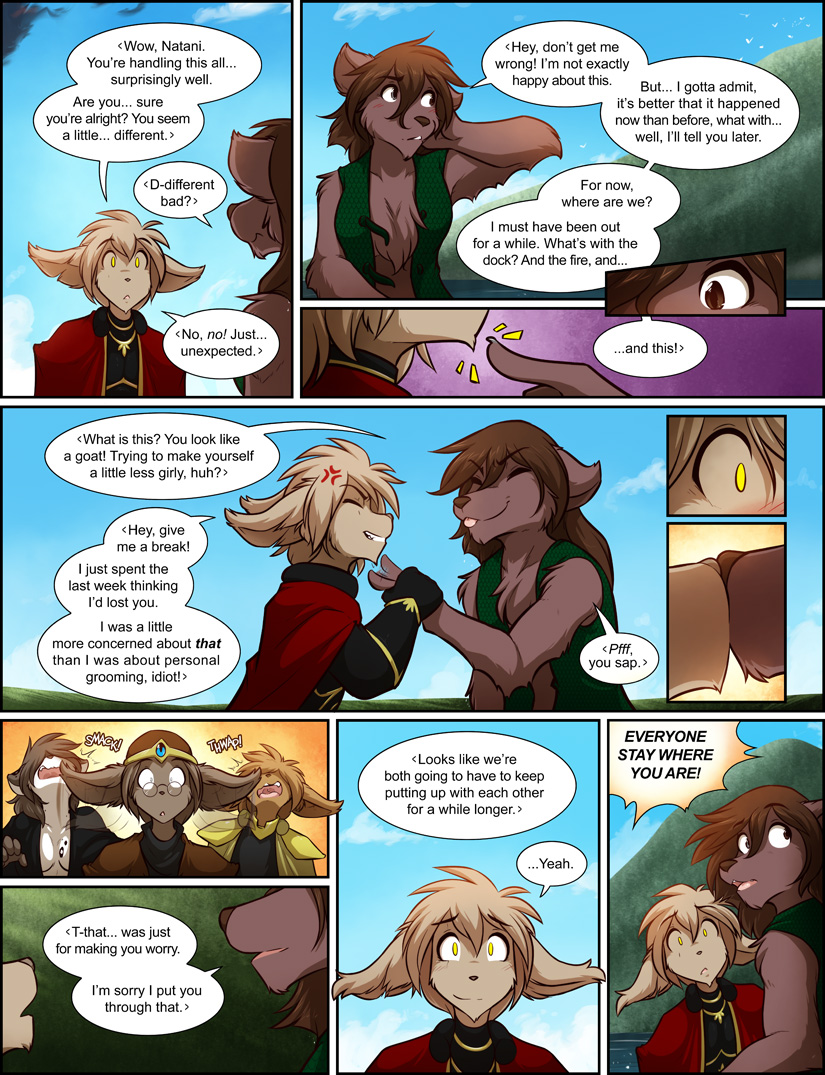 ‹Wow, Natani.
You're handling this all...
surprisingly well.
Are you... sure
you're alright? You seem
a little... different.›
‹D-different
bad?›
‹No, no! Just...
unexpected.›
‹Hey, don't get me
wrong! I'm not exactly
happy about this.
But... I gotta admit,
it's better that it happened
now than before, what with...
well, I'll tell you later.
For now,
where are we?
I must have been out
for a while. What's with the
dock? And the fire, and...
...and this!›
‹What is this? You look like
a goat! Trying to make yourself
a little less girly, huh?›
‹Hey, give
me a break!
I just spent the
last week thinking
I'd lost you.
I was a little
more concerned about that
than I was about personal
grooming, idiot!›
‹Pfff,
you sap.›
SMACK!
THWAP!
‹T-that... was just
for making you worry.
I'm sorry I put you
through that.›
‹Looks like we're
both going to have to keep
putting up with each other
for a while longer.›
...Yeah.
EVERYONE
STAY WHERE
YOU ARE!